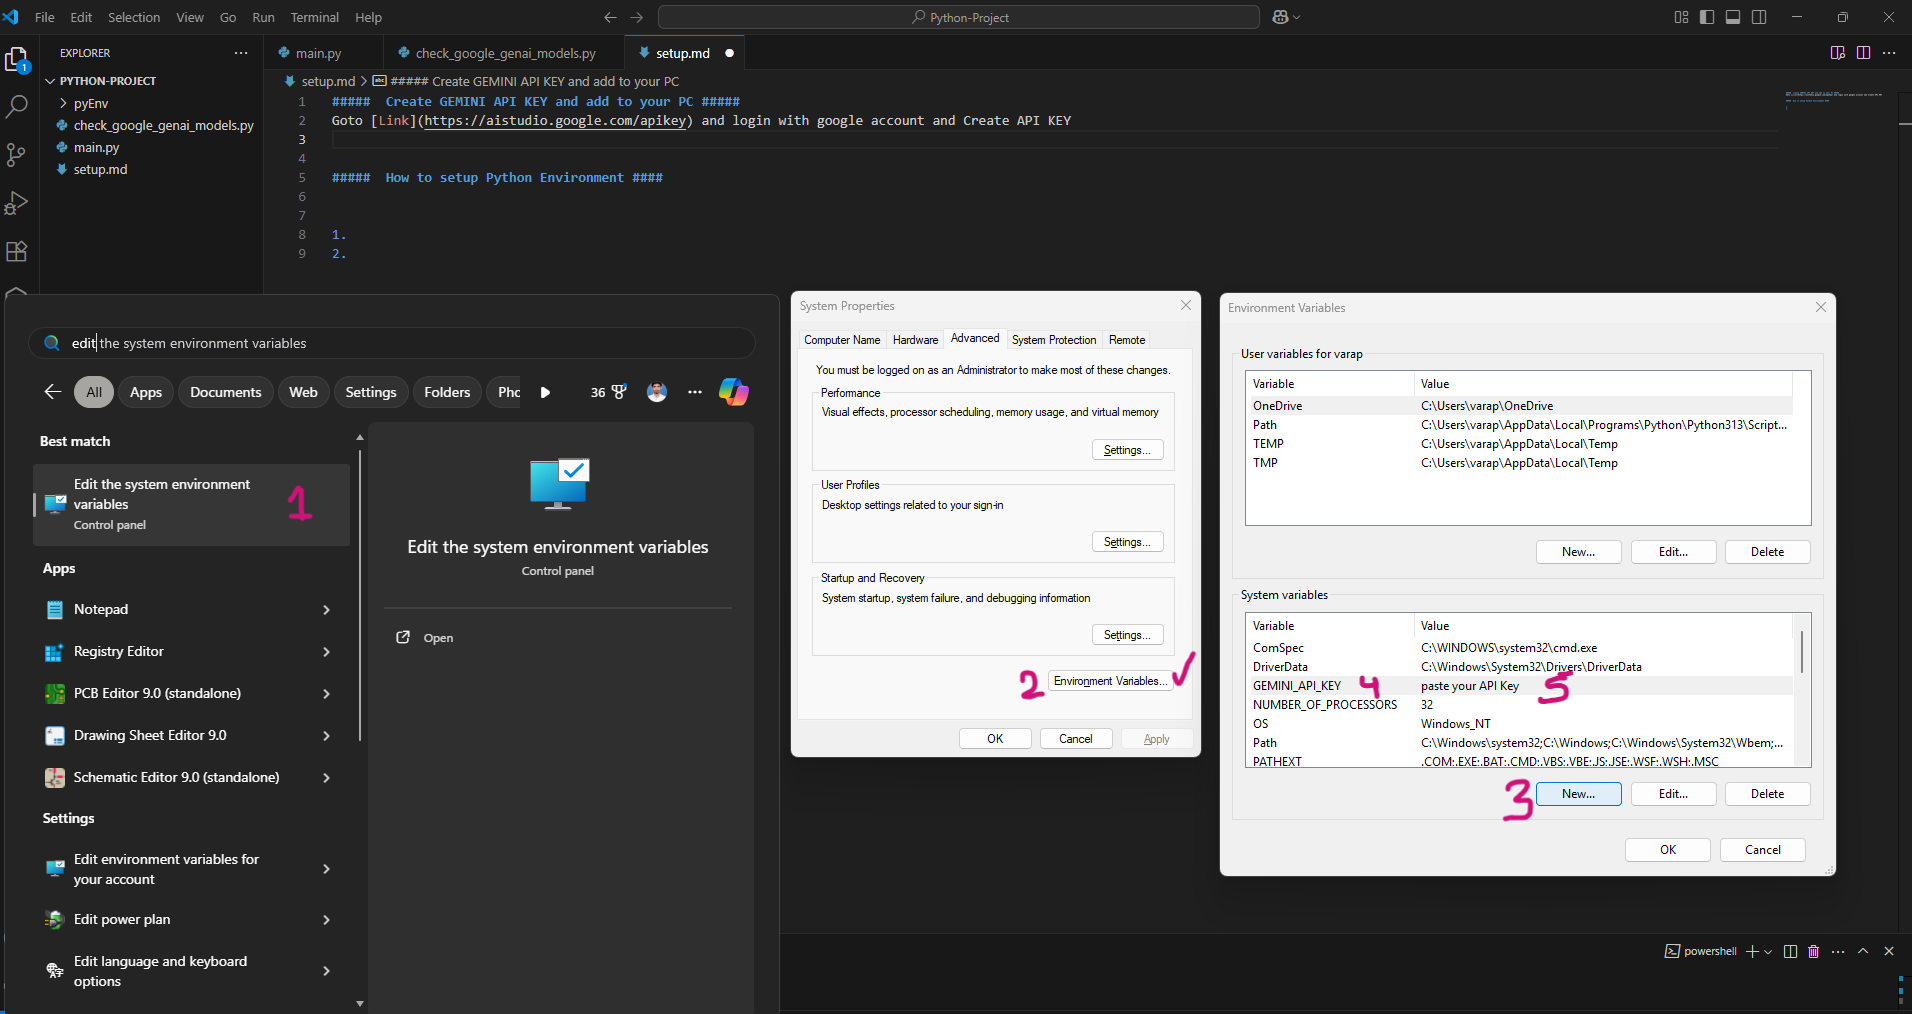 File Edit Selection View Go Run Terminal Help
Python-Project
EXPLORER
PYTHON-PROJECT
pyEnv
check_google_genai_models.py
main.py
setup.md
1
main.py
check_google_genai_models.py
setup.md
setup.md > ##### Create GEMINI API KEY and add to your PC
1 ##### Create GEMINI API KEY and add to your PC #####
2 Goto [Link](https://aistudio.google.com/apikey) and login with google account and Create API KEY
3
4
5 ##### How to setup Python Environment ####
6
7
8 1.
9 2.
edit the system environment variables
All Apps Documents Web Settings Folders Pho
36
Best match
Edit the system environment
variables
Control panel
1
Apps
Notepad
Registry Editor
PCB Editor 9.0 (standalone)
Drawing Sheet Editor 9.0
Schematic Editor 9.0 (standalone)
Settings
Edit environment variables for
your account
Edit power plan
Edit language and keyboard
options
Edit the system environment variables
Control panel
Open
System Properties
Computer Name Hardware Advanced System Protection Remote
You must be logged on as an Administrator to make most of these changes.
Performance
Visual effects, processor scheduling, memory usage, and virtual memory
Settings...
User Profiles
Desktop settings related to your sign-in
Settings...
Startup and Recovery
System startup, system failure, and debugging information
Settings...
2 Environment Variables...
OK Cancel Apply
Environment Variables
User variables for varap
Variable Value
OneDrive C:\Users\varap\OneDrive
Path C:\Users\varap\AppData\Local\Programs\Python\Python313\Script...
TEMP C:\Users\varap\AppData\Local\Temp
TMP C:\Users\varap\AppData\Local\Temp
New... Edit... Delete
System variables
Variable Value
ComSpec C:\WINDOWS\system32\cmd.exe
DriverData C:\Windows\System32\Drivers\DriverData
GEMINI_API_KEY 4 paste your API Key 5
NUMBER_OF_PROCESSORS 32
OS Windows_NT
Path C:\Windows\system32;C:\Windows;C:\Windows\System32\Wbem;...
PATHEXT .COM;.EXE;.BAT;.CMD;.VBS;.VBE;.JS;.JSE;.WSF;.WSH;.MSC
3 New... Edit... Delete
OK Cancel
powershell